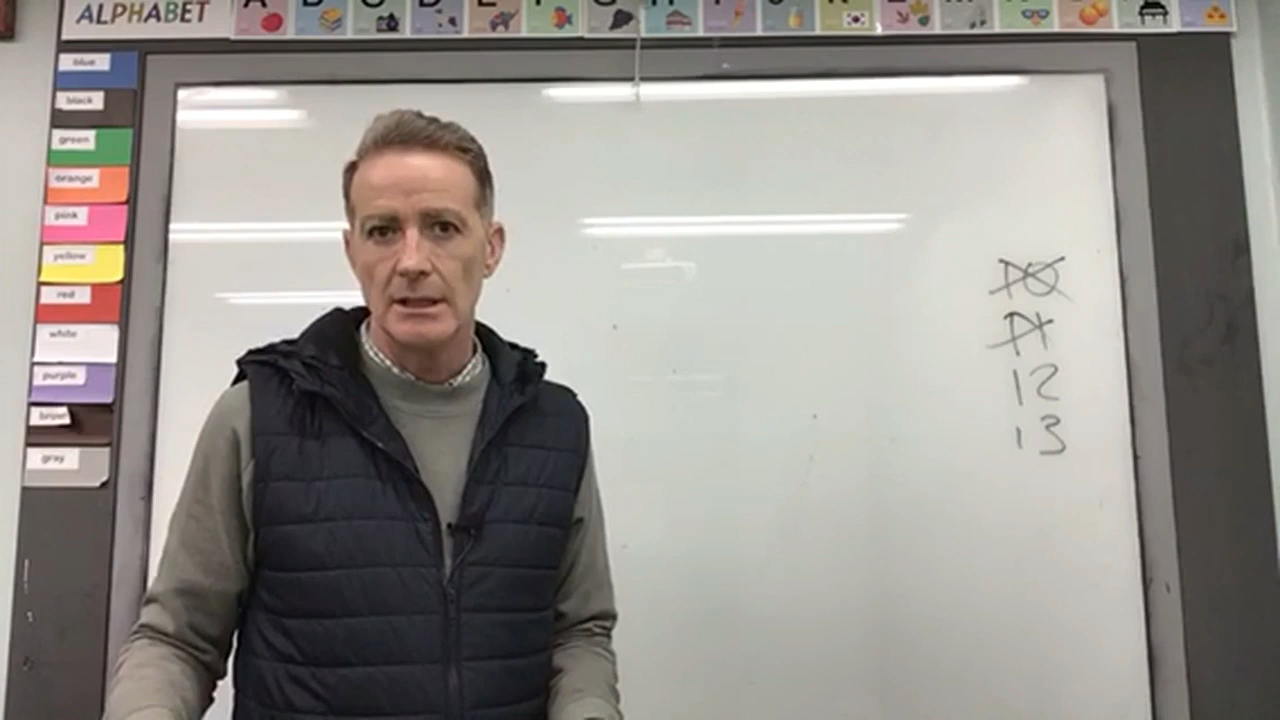 ALPHABET
blue
black
green
orange
pink
yellow
red
white
purple
brown
gray
10
11
12
13